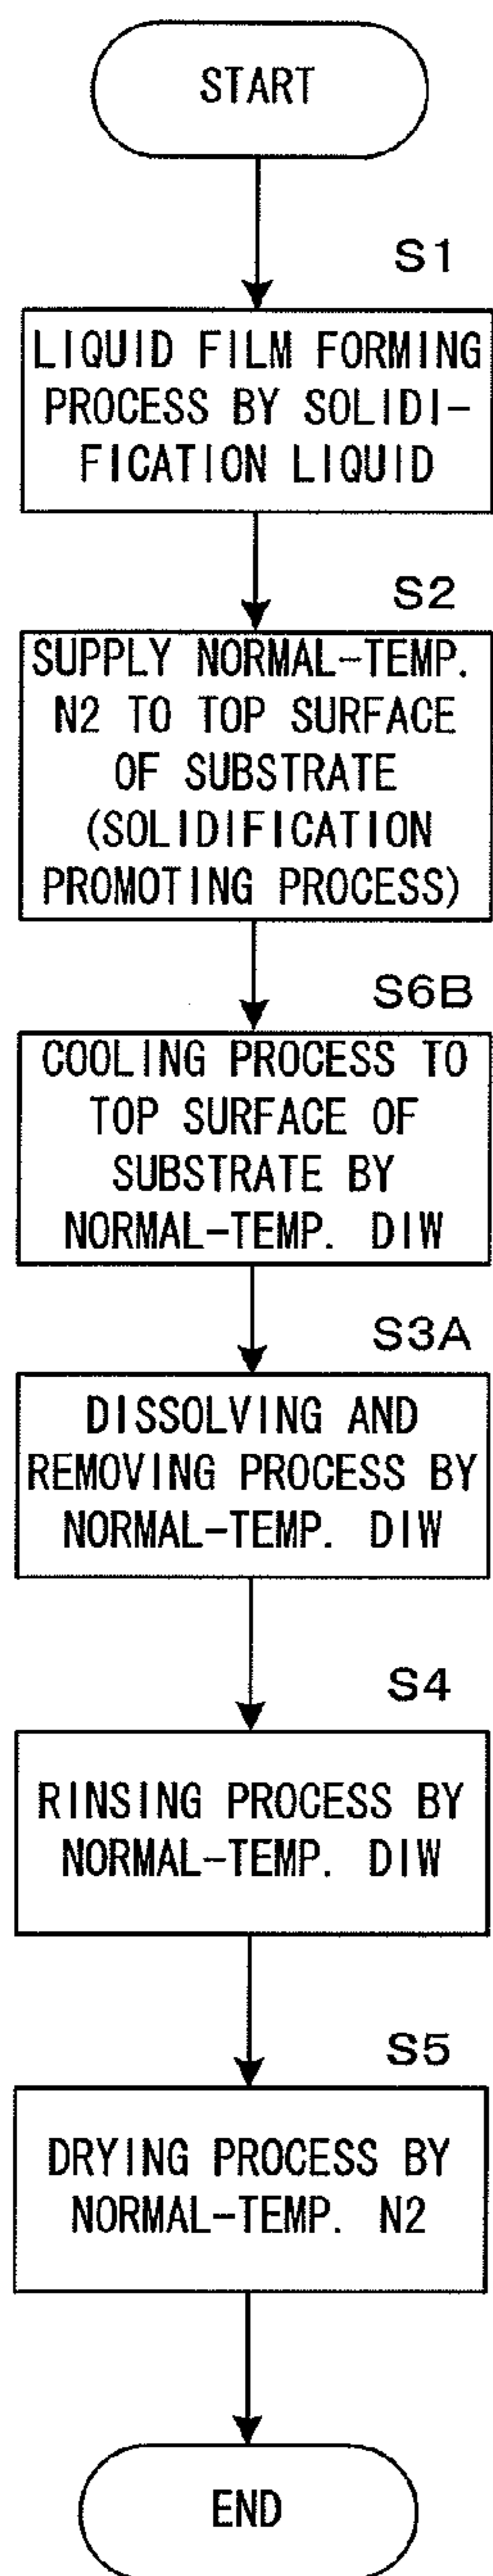 START
S1
LIQUID FILM FORMING
PROCESS BY SOLIDI-
FICATION LIQUID
S2
SUPPLY NORMAL-TEMP.
N2 TO TOP SURFACE
OF SUBSTRATE
(SOLIDIFICATION
PROMOTING PROCESS)
S6B
COOLING PROCESS TO
TOP SURFACE OF
SUBSTRATE BY
NORMAL-TEMP. DIW
S3A
DISSOLVING AND
REMOVING PROCESS BY
NORMAL-TEMP. DIW
S4
RINSING PROCESS BY
NORMAL-TEMP. DIW
S5
DRYING PROCESS BY
NORMAL-TEMP. N2
END